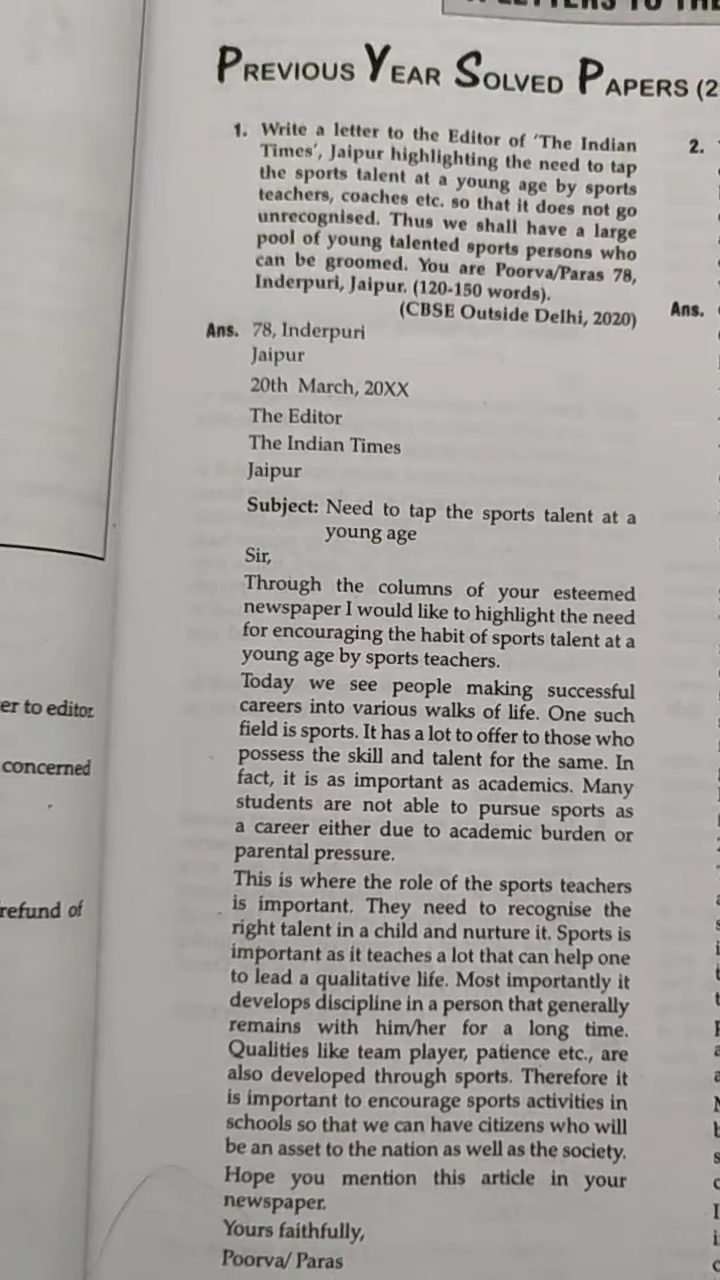 LETTERS TO THE
PREVIOUS YEAR SOLVED PAPERS (2
1. Write a letter to the Editor of 'The Indian
Times', Jaipur highlighting the need to tap
the sports talent at a young age by sports
teachers, coaches etc. so that it does not go
unrecognised. Thus we shall have a large
pool of young talented sports persons who
can be groomed. You are Poorva/Paras 78,
Inderpuri, Jaipur. (120-150 words).
(CBSE Outside Delhi, 2020)
Ans. 78, Inderpuri
Jaipur
20th March, 20XX
The Editor
The Indian Times
Jaipur
Subject: Need to tap the sports talent at a
young age
Sir,
Through the columns of your esteemed
newspaper I would like to highlight the need
for encouraging the habit of sports talent at a
young age by sports teachers.
Today we see people making successful
careers into various walks of life. One such
field is sports. It has a lot to offer to those who
possess the skill and talent for the same. In
fact, it is as important as academics. Many
students are not able to pursue sports as
a career either due to academic burden or
parental pressure.
This is where the role of the sports teachers
is important. They need to recognise the
right talent in a child and nurture it. Sports is
important as it teaches a lot that can help one
to lead a qualitative life. Most importantly it
develops discipline in a person that generally
remains with him/her for a long time.
Qualities like team player, patience etc., are
also developed through sports. Therefore it
is important to encourage sports activities in
schools so that we can have citizens who will
be an asset to the nation as well as the society.
Hope you mention this article in your
newspaper.
Yours faithfully,
Poorva/ Paras
er to editor.
concerned
refund of
2.
Ans.